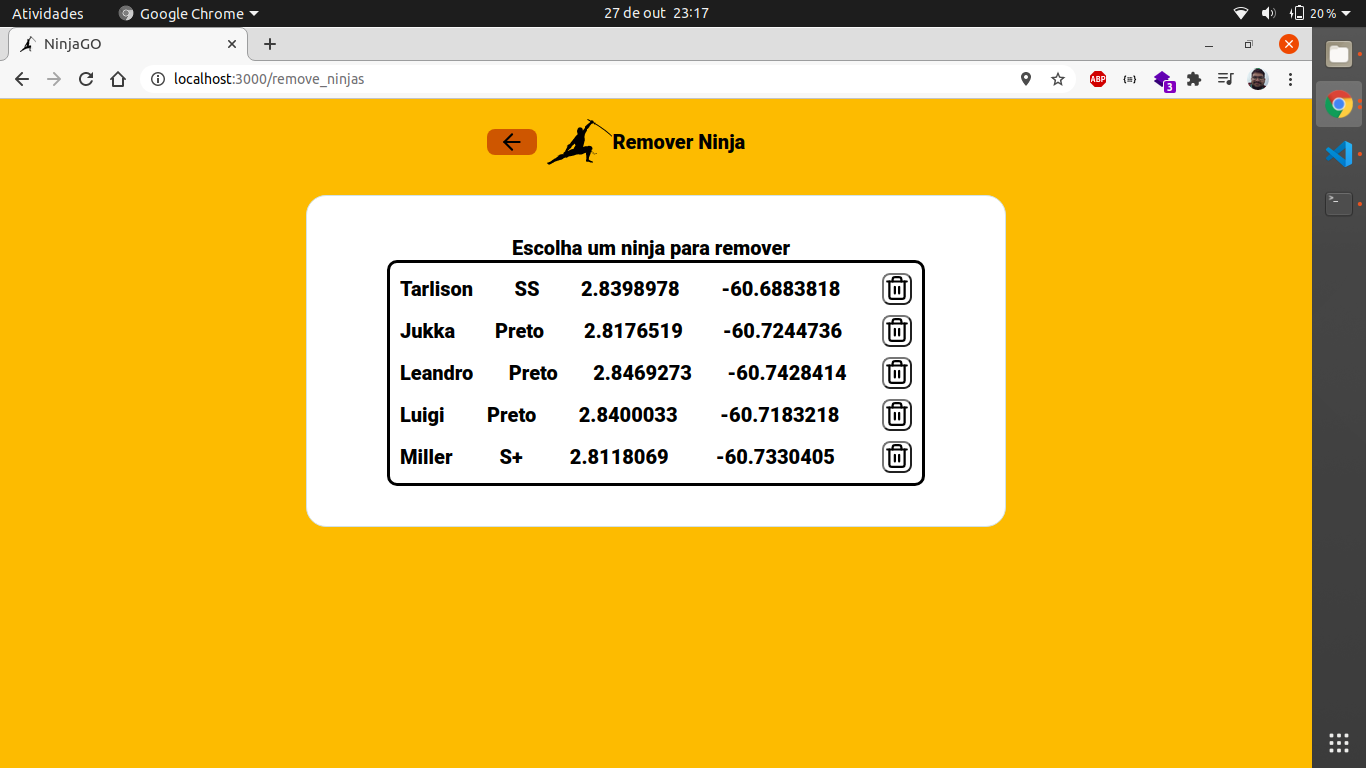 Atividades Google Chrome 27 de out 23:17 20 %
NinjaGO
localhost:3000/remove_ninjas ABP {=} 3
Remover Ninja
Escolha um ninja para remover
Tarlison SS 2.8398978 -60.6883818
Jukka Preto 2.8176519 -60.7244736
Leandro Preto 2.8469273 -60.7428414
Luigi Preto 2.8400033 -60.7183218
Miller S+ 2.8118069 -60.7330405